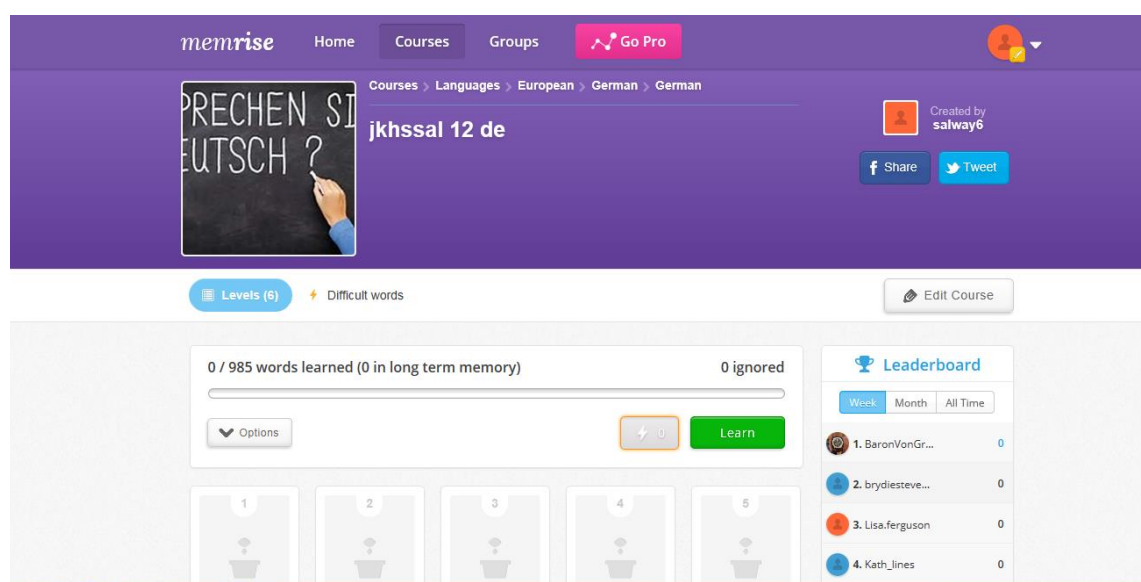 memrise Home Courses Groups Go Pro
Courses > Languages > European > German > German
jkhssal 12 de
PRECHEN SI
EUTSCH ?
Created by
salway6
Share Tweet
Levels (6) Difficult words Edit Course
0 / 985 words learned (0 in long term memory) 0 ignored
Options 0 Learn
Leaderboard
Week Month All Time
1. BaronVonGr... 0
2. brydiesteve... 0
3. Lisa.ferguson 0
4. Kath_lines 0
1 2 3 4 5